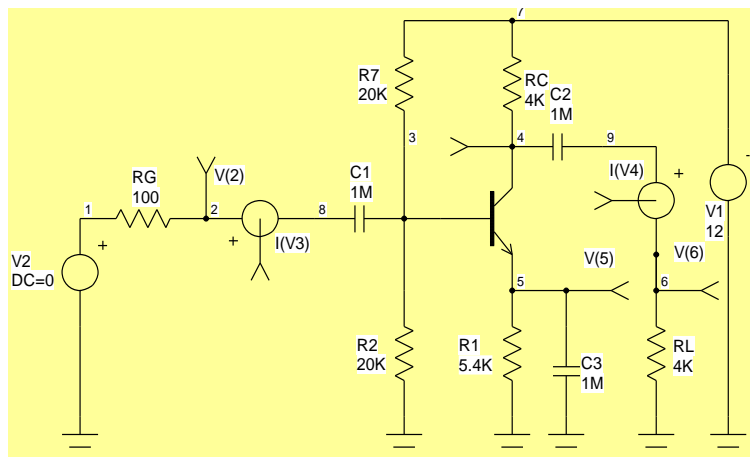 7
R7
20K
RC
4K
C2
1M
3
4
9
V(2)
C1
1M
I(V4)
+
RG
100
1
2
8
+
I(V3)
V1
12
V2
DC=0
+
V(5)
V(6)
5
6
R2
20K
R1
5.4K
C3
1M
RL
4K